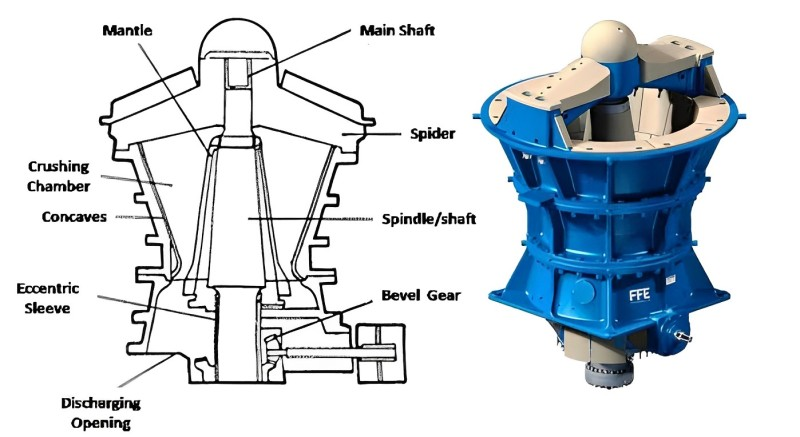 Mantle
Main Shaft
Spider
Crushing
Chamber
Concaves
Spindle/shaft
Eccentric
Sleeve
Bevel Gear
FFE
Discharging
Opening